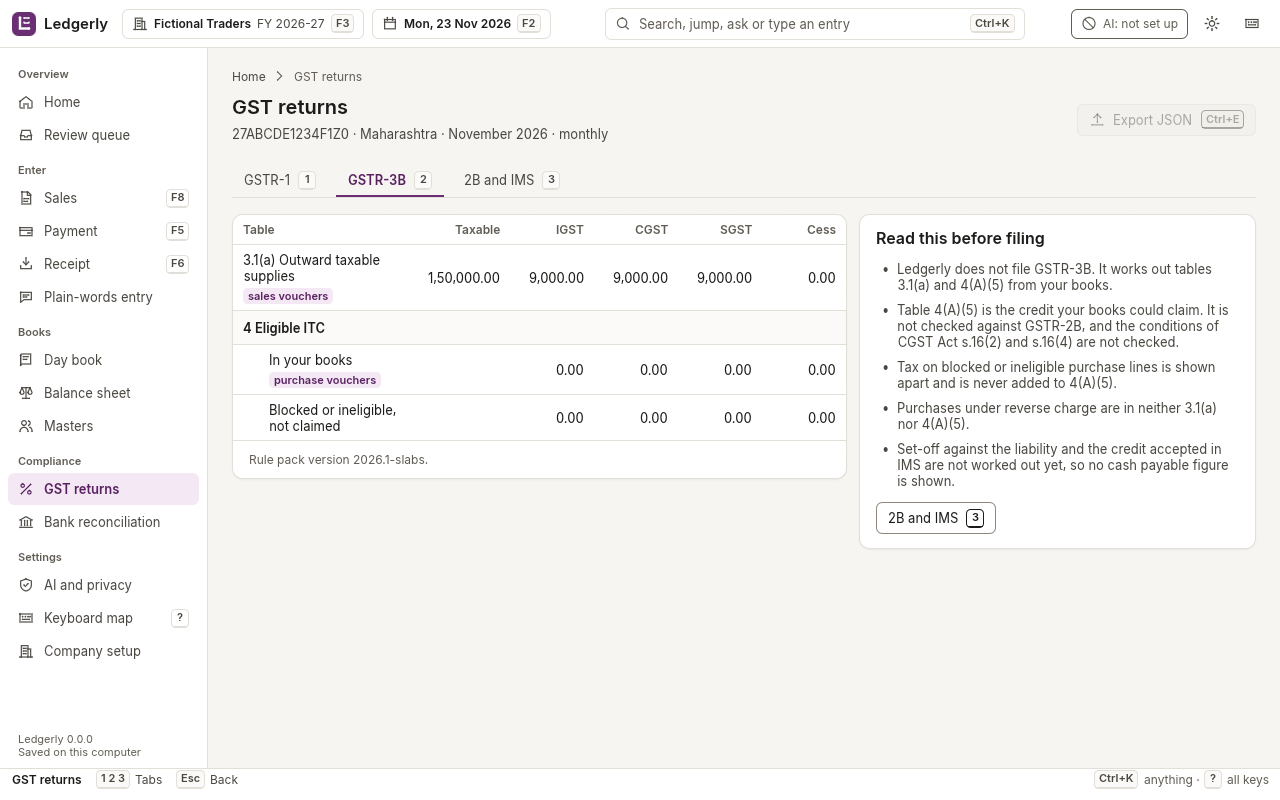 Ledgerly
Fictional Traders FY 2026-27 F3
Mon, 23 Nov 2026 F2
Search, jump, ask or type an entry Ctrl+K
AI: not set up
Overview
Home
Review queue
Enter
Sales F8
Payment F5
Receipt F6
Plain-words entry
Books
Day book
Balance sheet
Masters
Compliance
GST returns
Bank reconciliation
Settings
AI and privacy
Keyboard map ?
Company setup
Ledgerly 0.0.0
Saved on this computer
Home GST returns
GST returns
27ABCDE1234F1Z0 · Maharashtra · November 2026 · monthly
Export JSON Ctrl+E
GSTR-1 1 GSTR-3B 2 2B and IMS 3
Table Taxable IGST CGST SGST Cess
3.1(a) Outward taxable
supplies
1,50,000.00 9,000.00 9,000.00 9,000.00 0.00
sales vouchers
4 Eligible ITC
In your books
0.00 0.00 0.00 0.00
purchase vouchers
Blocked or ineligible,
not claimed
0.00 0.00 0.00 0.00
Rule pack version 2026.1-slabs.
Read this before filing
• Ledgerly does not file GSTR-3B. It works out tables
3.1(a) and 4(A)(5) from your books.
• Table 4(A)(5) is the credit your books could claim. It is
not checked against GSTR-2B, and the conditions of
CGST Act s.16(2) and s.16(4) are not checked.
• Tax on blocked or ineligible purchase lines is shown
apart and is never added to 4(A)(5).
• Purchases under reverse charge are in neither 3.1(a)
nor 4(A)(5).
• Set-off against the liability and the credit accepted in
IMS are not worked out yet, so no cash payable figure
is shown.
2B and IMS 3
GST returns 1 2 3 Tabs Esc Back
Ctrl+K anything · ? all keys